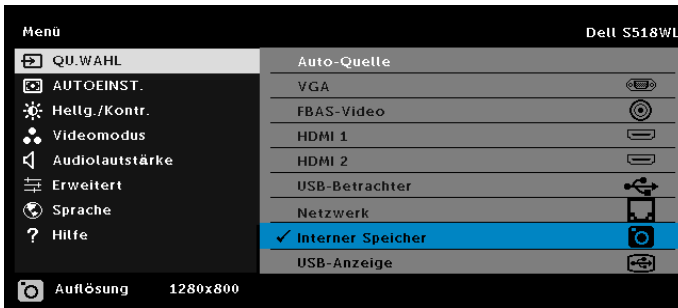 Menü Dell S518WL
QU.WAHL
AUTOEINST.
Hellg./Kontr.
Videomodus
Audiolautstärke
Erweitert
Sprache
Hilfe
Auto-Quelle
VGA
FBAS-Video
HDMI 1
HDMI 2
USB-Betrachter
Netzwerk
✓ Interner Speicher
USB-Anzeige
Auflösung 1280x800